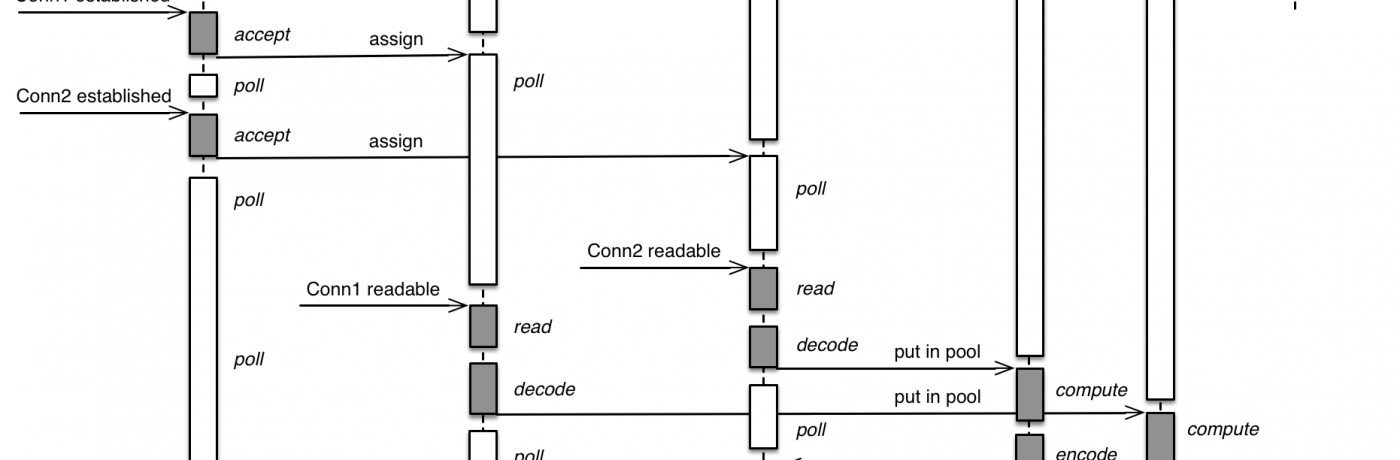 Conn1 established
accept
assign
poll
poll
Conn2 established
accept
assign
poll
poll
Conn2 readable
Conn1 readable
read
read
decode
put in pool
poll
decode
put in pool
compute
poll
compute
poll
encode